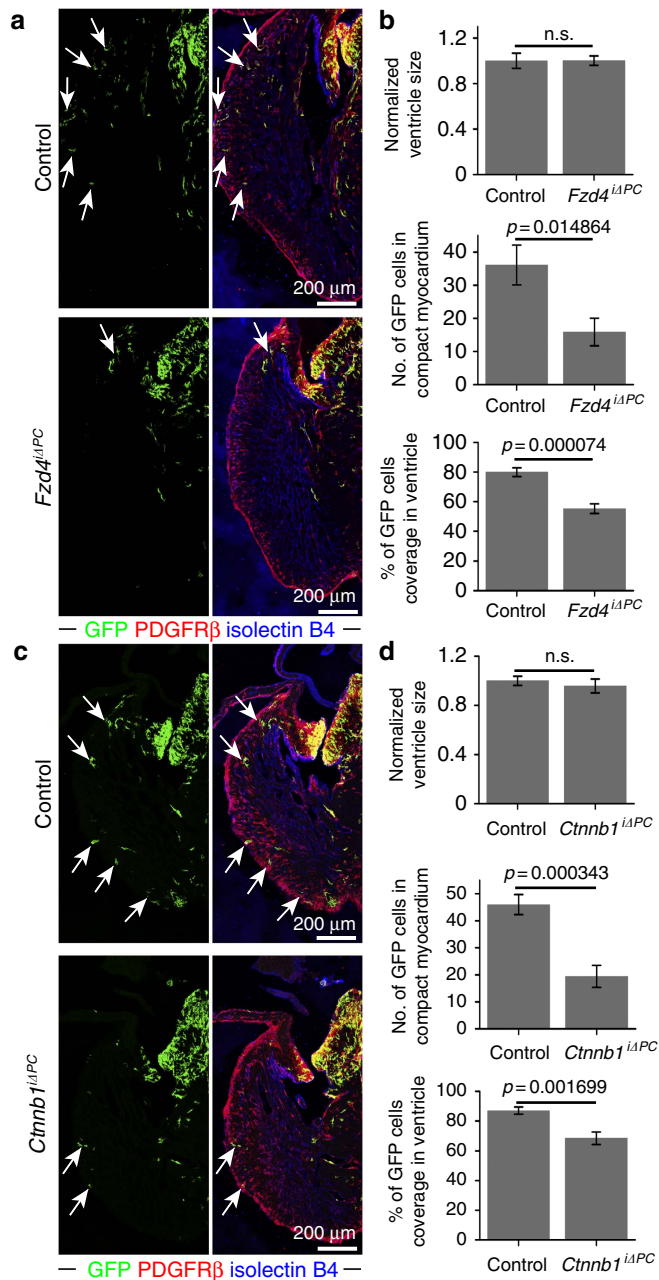 a
Control
200 μm
Fzd4iΔPC
200 μm
GFP PDGFRβ isolectin B4
b
n.s.
Normalized
ventricle size
1.2
0.8
0.4
0
Control Fzd4iΔPC
p = 0.014864
No. of GFP cells in
compact myocardium
40
30
20
10
0
Control Fzd4iΔPC
p = 0.000074
% of GFP cells
coverage in ventricle
100
80
60
40
20
0
Control Fzd4iΔPC
c
Control
200 μm
Ctnnb1iΔPC
200 μm
GFP PDGFRβ isolectin B4
d
n.s.
Normalized
ventricle size
1.2
0.8
0.4
0
Control Ctnnb1iΔPC
p = 0.000343
No. of GFP cells in
compact myocardium
50
40
30
20
10
0
Control Ctnnb1iΔPC
p = 0.001699
% of GFP cells
coverage in ventricle
100
80
60
40
20
0
Control Ctnnb1iΔPC